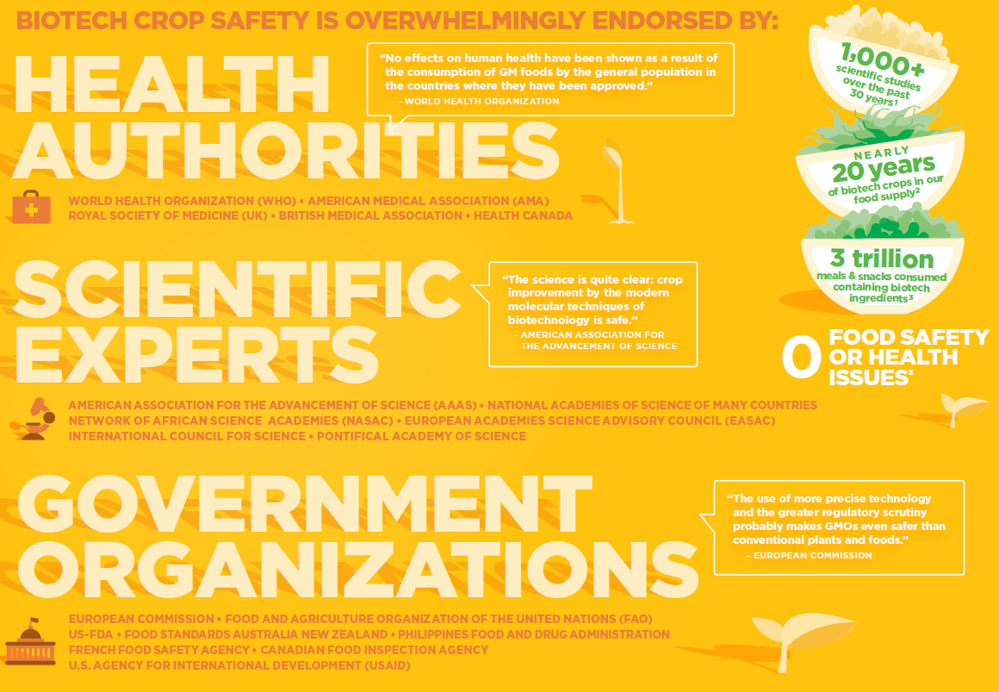 BIOTECH CROP SAFETY IS OVERWHELMINGLY ENDORSED BY:
HEALTH
AUTHORITIES
“No effects on human health have been shown as a result of
the consumption of GM foods by the general population in
the countries where they have been approved.”
- WORLD HEALTH ORGANIZATION
WORLD HEALTH ORGANIZATION (WHO) • AMERICAN MEDICAL ASSOCIATION (AMA)
ROYAL SOCIETY OF MEDICINE (UK) • BRITISH MEDICAL ASSOCIATION • HEALTH CANADA
1,000+
scientific studies
over the past
30 years¹
NEARLY
20 years
of biotech crops in our
food supply²
3 trillion
meals & snacks consumed
containing biotech
ingredients³
0
FOOD SAFETY
OR HEALTH
ISSUES³
SCIENTIFIC
EXPERTS
“The science is quite clear: crop
improvement by the modern
molecular techniques of
biotechnology is safe.”
- AMERICAN ASSOCIATION FOR
THE ADVANCEMENT OF SCIENCE
AMERICAN ASSOCIATION FOR THE ADVANCEMENT OF SCIENCE (AAAS) • NATIONAL ACADEMIES OF SCIENCE OF MANY COUNTRIES
NETWORK OF AFRICAN SCIENCE ACADEMIES (NASAC) • EUROPEAN ACADEMIES SCIENCE ADVISORY COUNCIL (EASAC)
INTERNATIONAL COUNCIL FOR SCIENCE • PONTIFICAL ACADEMY OF SCIENCE
GOVERNMENT
ORGANIZATIONS
“The use of more precise technology
and the greater regulatory scrutiny
probably makes GMOs even safer than
conventional plants and foods.”
- EUROPEAN COMMISSION
EUROPEAN COMMISSION • FOOD AND AGRICULTURE ORGANIZATION OF THE UNITED NATIONS (FAO)
US-FDA • FOOD STANDARDS AUSTRALIA NEW ZEALAND • PHILIPPINES FOOD AND DRUG ADMINISTRATION
FRENCH FOOD SAFETY AGENCY • CANADIAN FOOD INSPECTION AGENCY
U.S. AGENCY FOR INTERNATIONAL DEVELOPMENT (USAID)